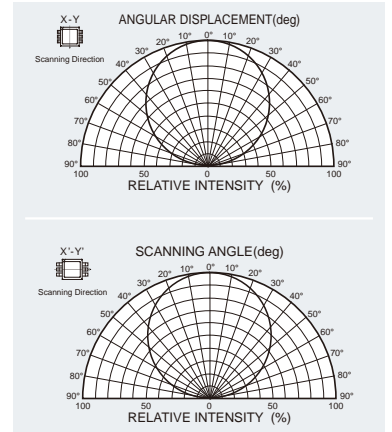 X-Y
ANGULAR DISPLACEMENT(deg)
Scanning Direction
30° 20° 10° 0° 10° 20° 30°
40° 40°
50° 50°
60° 60°
70° 70°
80° 80°
90° 90°
100 50 0 50 100
RELATIVE INTENSITY (%)
X'-Y'
SCANNING ANGLE(deg)
Scanning Direction
30° 20° 10° 0° 10° 20° 30°
40° 40°
50° 50°
60° 60°
70° 70°
80° 80°
90° 90°
100 50 0 50 100
RELATIVE INTENSITY (%)